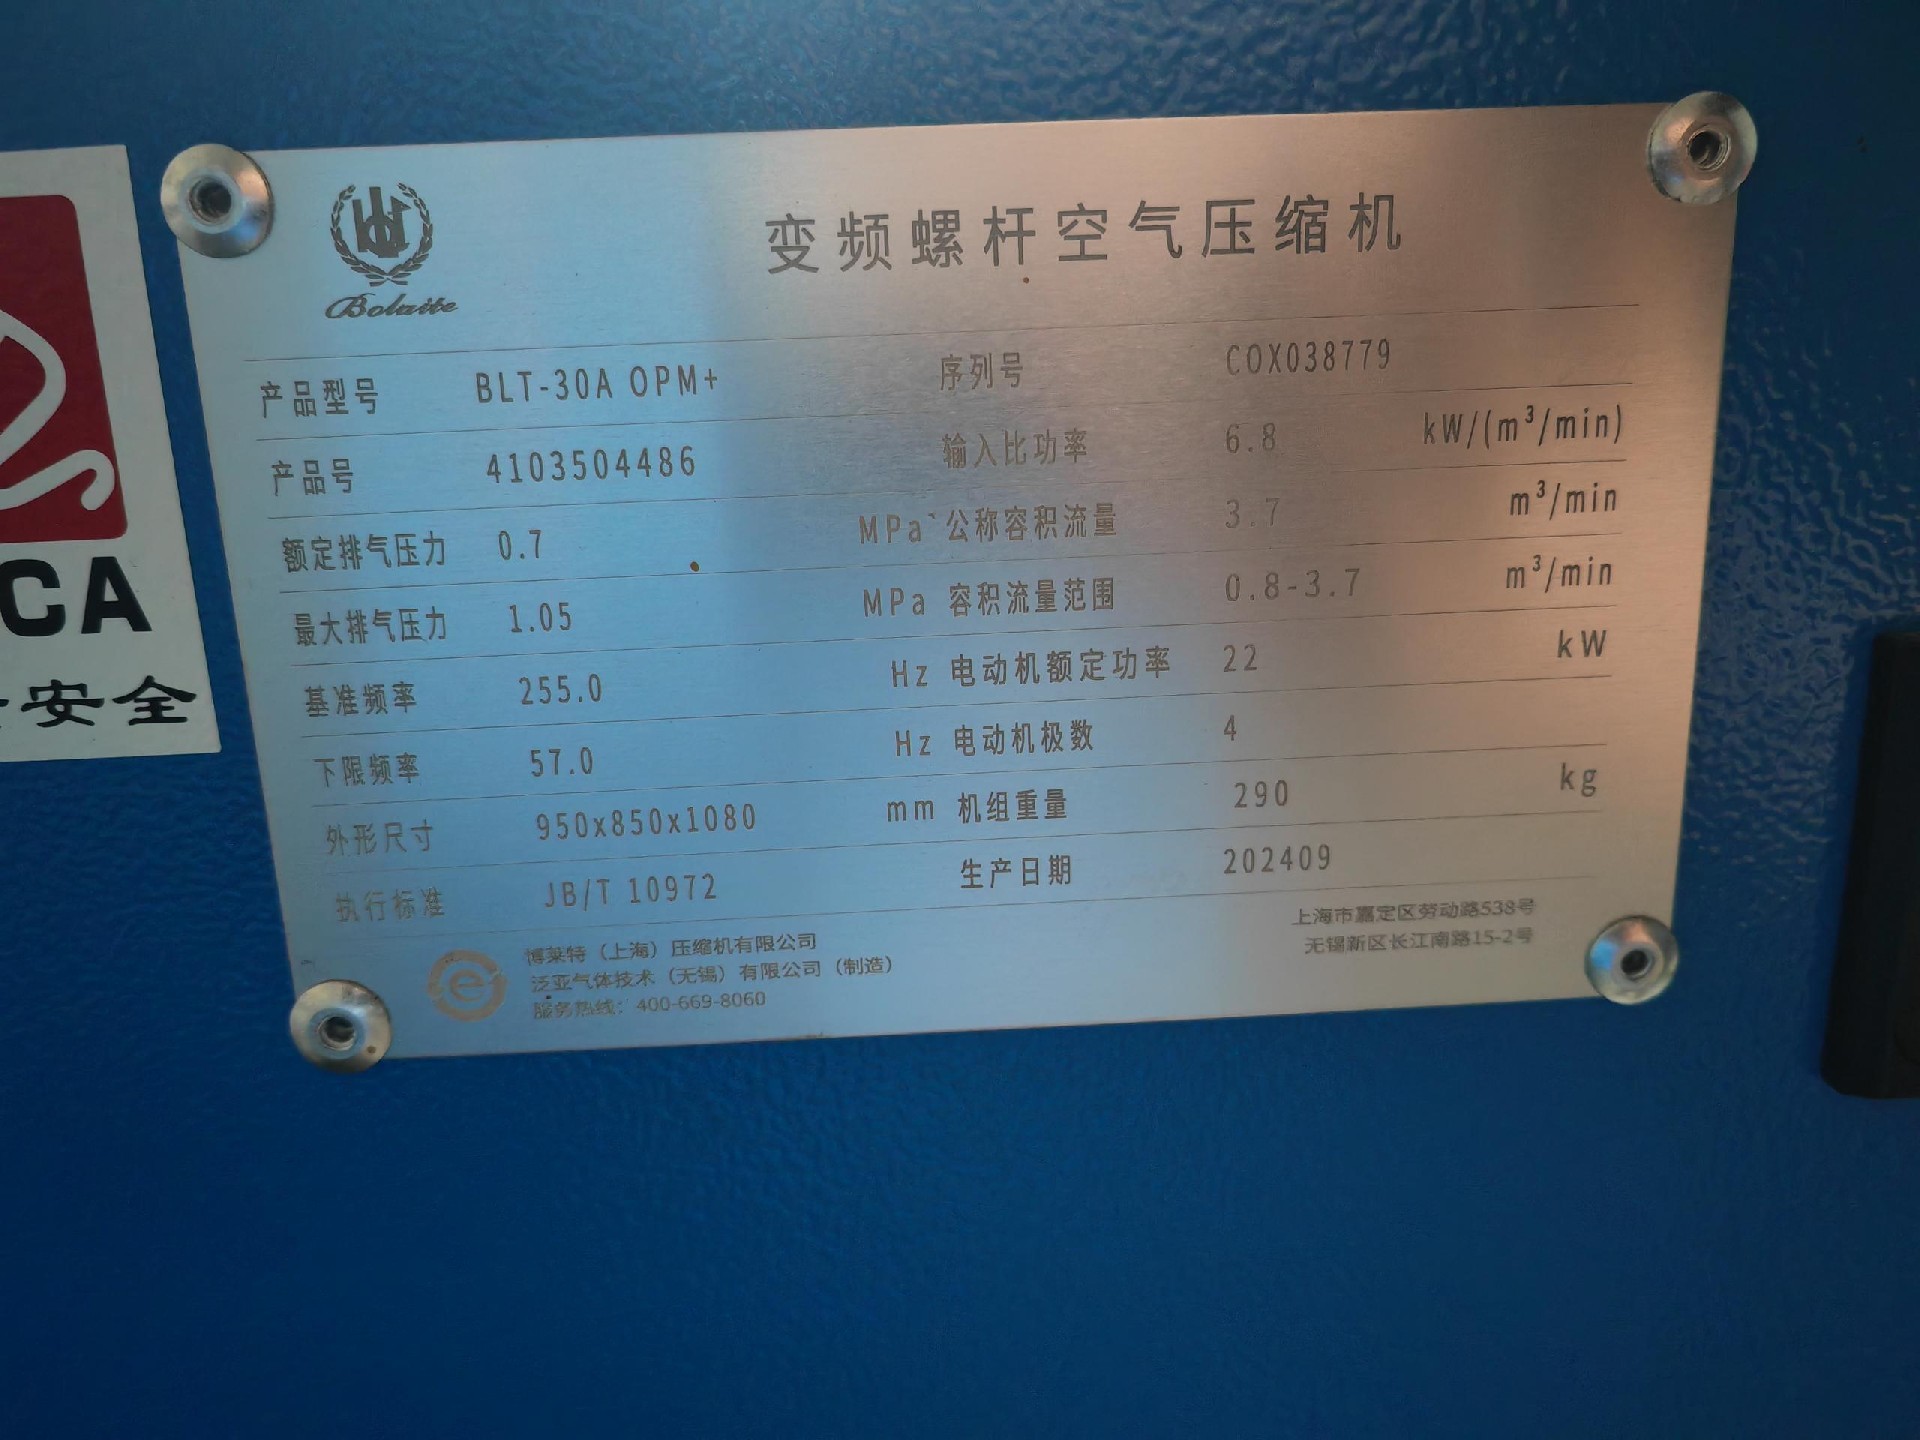 Bolaite
变频螺杆空气压缩机
产品型号 BLT-30A OPM+ 序列号 COX038779
产品号 4103504486 输入比功率 6.8 kW/(m³/min)
额定排气压力 0.7 MPa 公称容积流量 3.7 m³/min
最大排气压力 1.05 MPa 容积流量范围 0.8-3.7 m³/min
基准频率 255.0 Hz 电动机额定功率 22 kW
下限频率 57.0 Hz 电动机极数 4
外形尺寸 950x850x1080 mm 机组重量 290 kg
执行标准 JB/T 10972 生产日期 202409
博莱特（上海）压缩机有限公司 上海市嘉定区劳动路538号
泛亚气体技术（无锡）有限公司（制造） 无锡新区长江南路15-2号
服务热线：400-669-8060
CA
安全